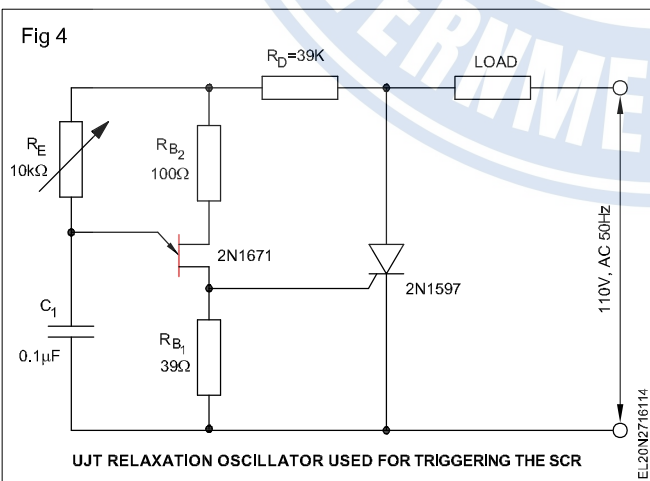 Fig 4
R_D=39K
LOAD
R_E
10kΩ
R_B2
100Ω
2N1671
2N1597
110V, AC 50Hz
C_1
0.1µF
R_B1
39Ω
UJT RELAXATION OSCILLATOR USED FOR TRIGGERING THE SCR
EL20N2716114